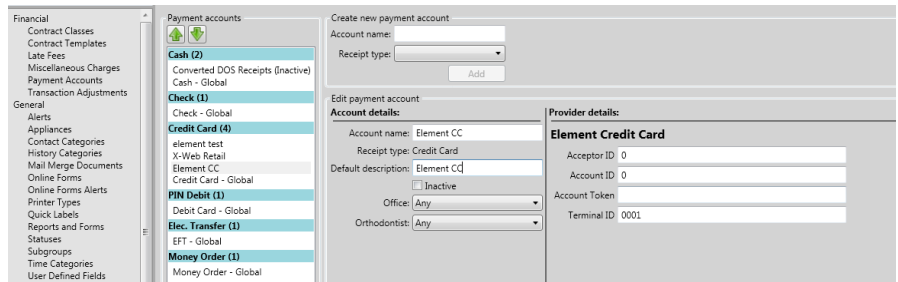 Financial
Contract Classes
Contract Templates
Late Fees
Miscellaneous Charges
Payment Accounts
Transaction Adjustments
General
Alerts
Appliances
Contact Categories
History Categories
Mail Merge Documents
Online Forms
Online Forms Alerts
Printer Types
Quick Labels
Reports and Forms
Statuses
Subgroups
Time Categories
User Defined Fields
Payment accounts
Cash (2)
Converted DOS Receipts (Inactive)
Cash - Global
Check (1)
Check - Global
Credit Card (4)
element test
X-Web Retail
Element CC
Credit Card - Global
PIN Debit (1)
Debit Card - Global
Elec. Transfer (1)
EFT - Global
Money Order (1)
Money Order - Global
Create new payment account
Account name:
Receipt type:
Add
Edit payment account
Account details:
Account name: Element CC
Receipt type: Credit Card
Default description: Element CC
Inactive
Office: Any
Orthodontist: Any
Provider details:
Element Credit Card
Acceptor ID 0
Account ID 0
Account Token
Terminal ID 0001